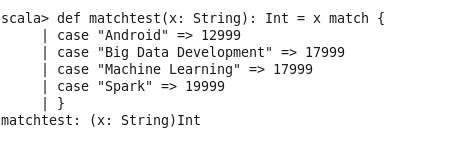 scala> def matchtest(x: String): Int = x match {
| case "Android" => 12999
| case "Big Data Development" => 17999
| case "Machine Learning" => 17999
| case "Spark" => 19999
| }
matchtest: (x: String)Int